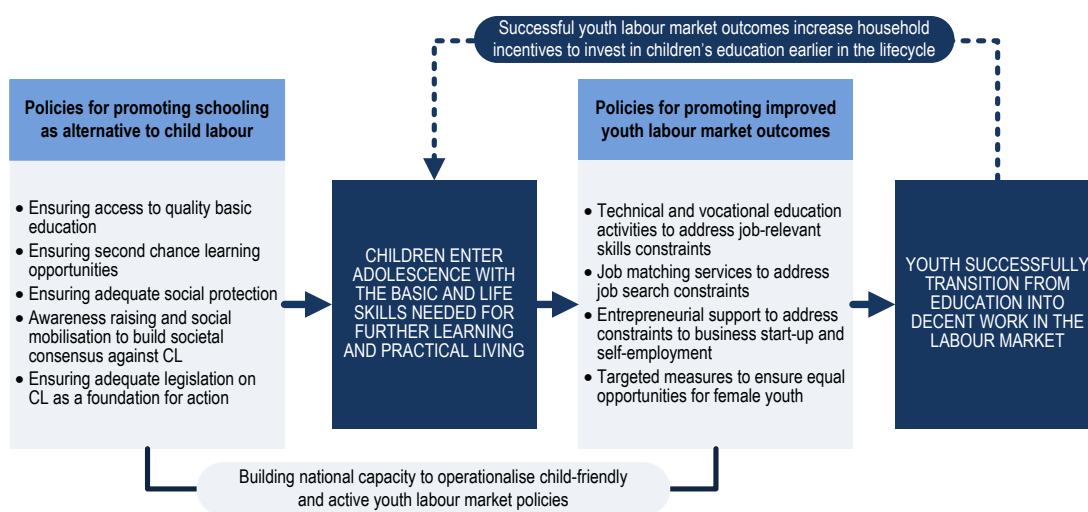 Successful youth labour market outcomes increase household
incentives to invest in children’s education earlier in the lifecycle
Policies for promoting schooling
as alternative to child labour
• Ensuring access to quality basic
education
• Ensuring second chance learning
opportunities
• Ensuring adequate social protection
• Awareness raising and social
mobilisation to build societal
consensus against CL
• Ensuring adequate legislation on
CL as a foundation for action
CHILDREN ENTER
ADOLESCENCE WITH
THE BASIC AND LIFE
SKILLS NEEDED FOR
FURTHER LEARNING
AND PRACTICAL LIVING
Policies for promoting improved
youth labour market outcomes
• Technical and vocational education
activities to address job-relevant
skills constraints
• Job matching services to address
job search constraints
• Entrepreneurial support to address
constraints to business start-up and
self-employment
• Targeted measures to ensure equal
opportunities for female youth
YOUTH SUCCESSFULLY
TRANSITION FROM
EDUCATION INTO
DECENT WORK IN THE
LABOUR MARKET
Building national capacity to operationalise child-friendly
and active youth labour market policies